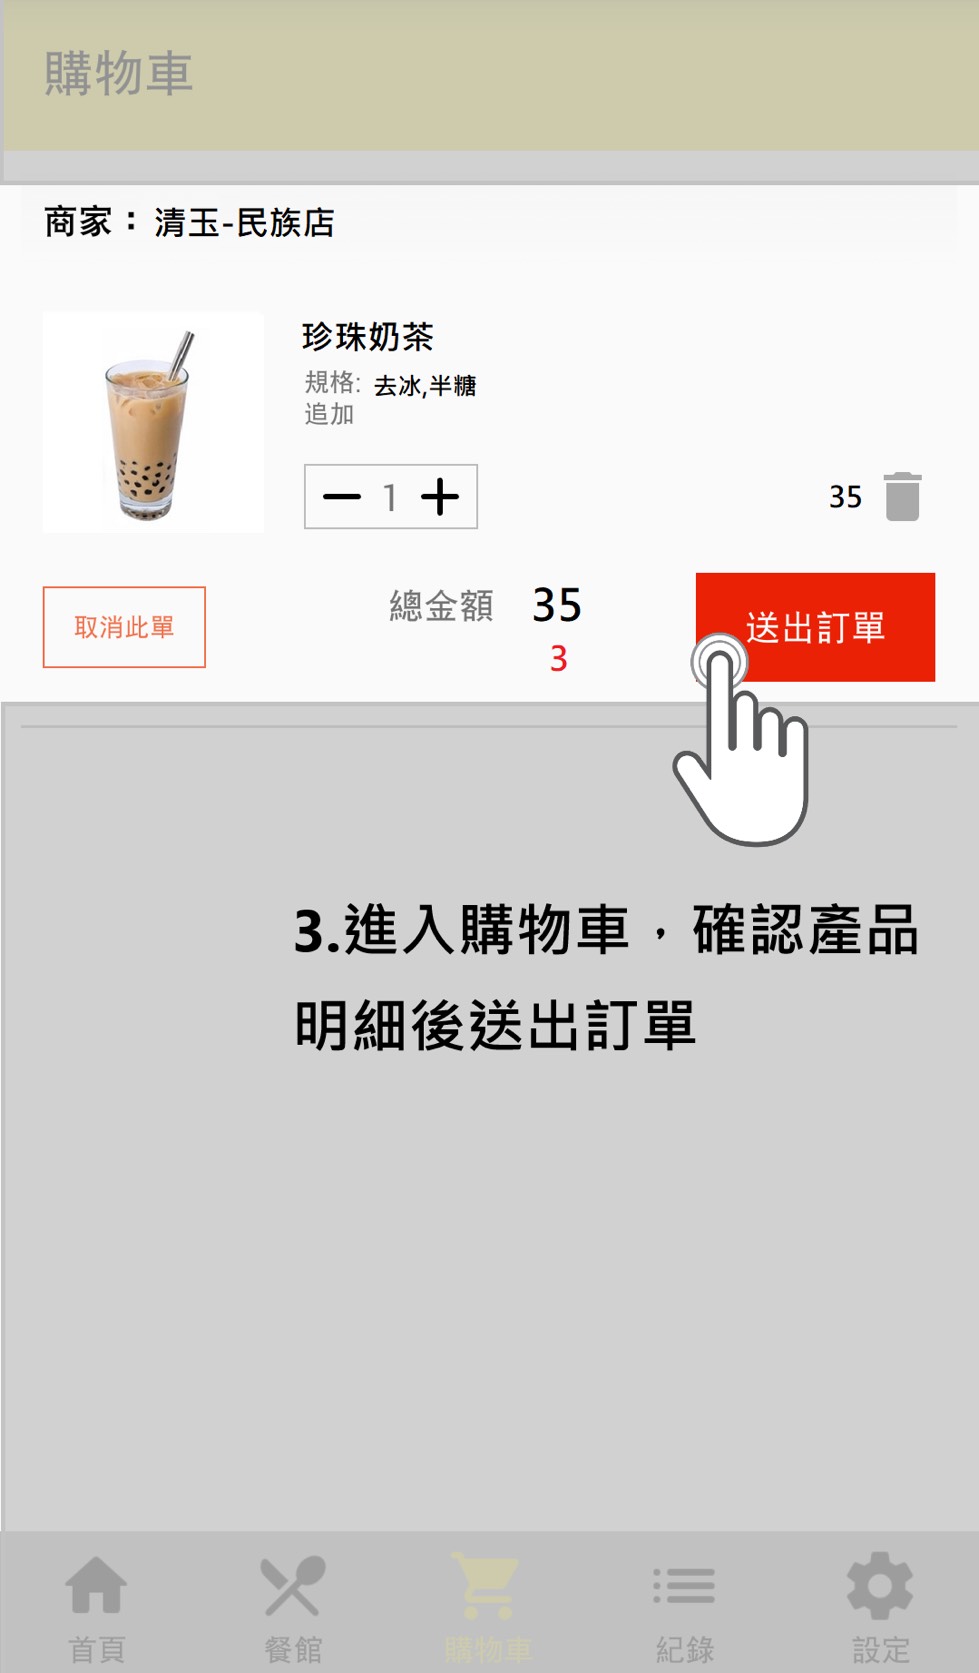 購物車
商家： 清玉-民族店
珍珠奶茶
規格: 去冰,半糖
追加
1
35
取消此單
總金額 35
3
送出訂單
3.進入購物車，確認產品
明細後送出訂單
首頁 餐館 購物車 紀錄 設定